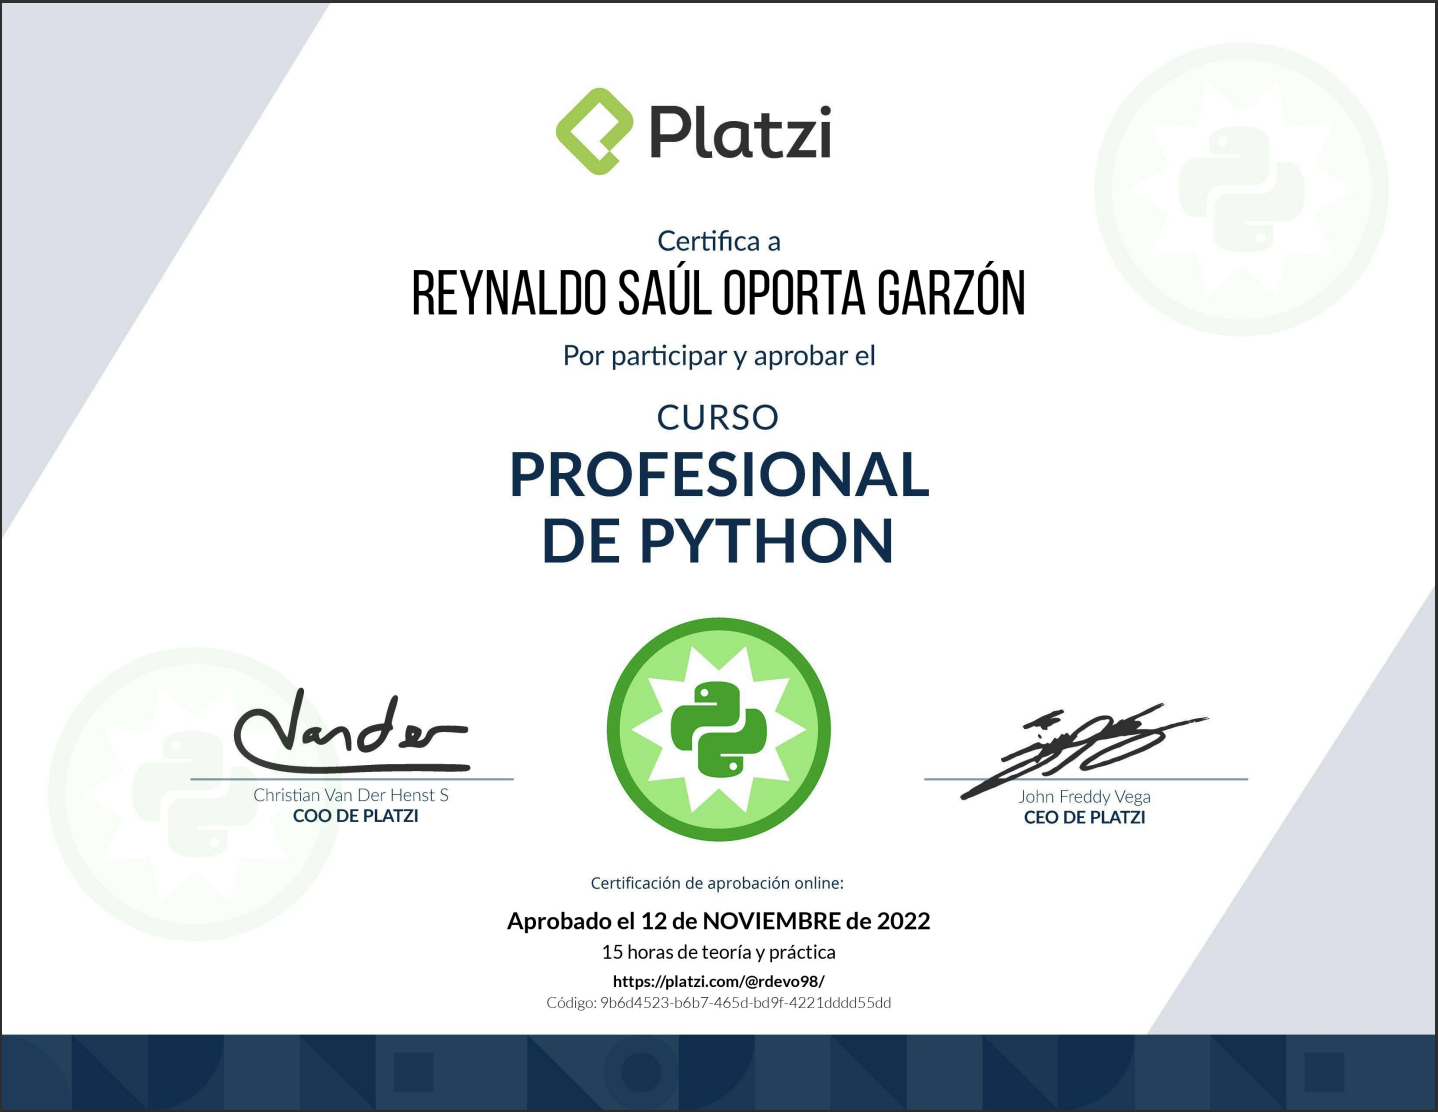 Platzi
Certifica a
REYNALDO SAÚL OPORTA GARZÓN
Por participar y aprobar el
CURSO
PROFESIONAL
DE PYTHON
Vander
Christian Van Der Henst S
COO DE PLATZI
John Freddy Vega
CEO DE PLATZI
Certificación de aprobación online:
Aprobado el 12 de NOVIEMBRE de 2022
15 horas de teoría y práctica
https://platzi.com/@rdevo98/
Código: 9b6d4523-b6b7-465d-bd9f-4221dddd55dd